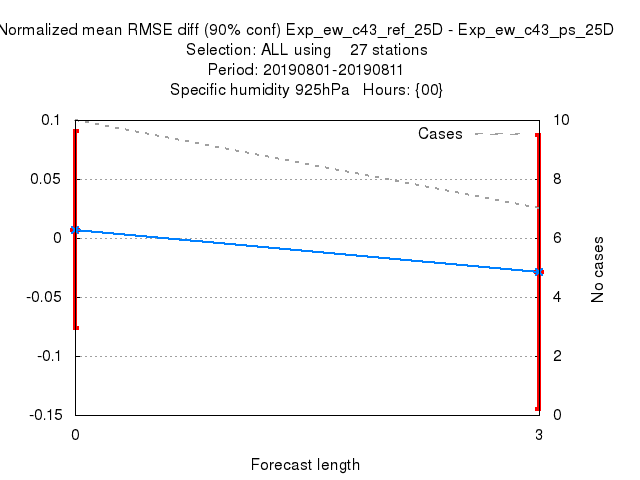 Normalized mean RMSE diff (90% conf) Exp_ew_c43_ref_25D - Exp_ew_c43_ps_25D
Selection: ALL using 27 stations
Period: 20190801-20190811
Specific humidity 925hPa Hours: {00}
0.1
0.05
0
-0.05
-0.1
-0.15
Cases
10
8
6
4
2
0
No cases
0
3
Forecast length